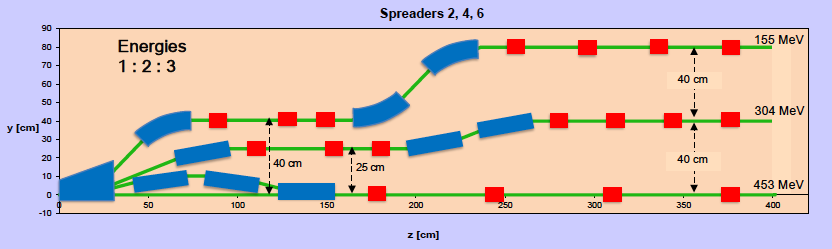 Spreaders 2, 4, 6
90
80
70
60
50
40
30
20
10
0
-10
y [cm]
Energies
1 : 2 : 3
155 MeV
40 cm
304 MeV
40 cm
25 cm
40 cm
453 MeV
0
50
100
150
200
250
300
350
400
z [cm]